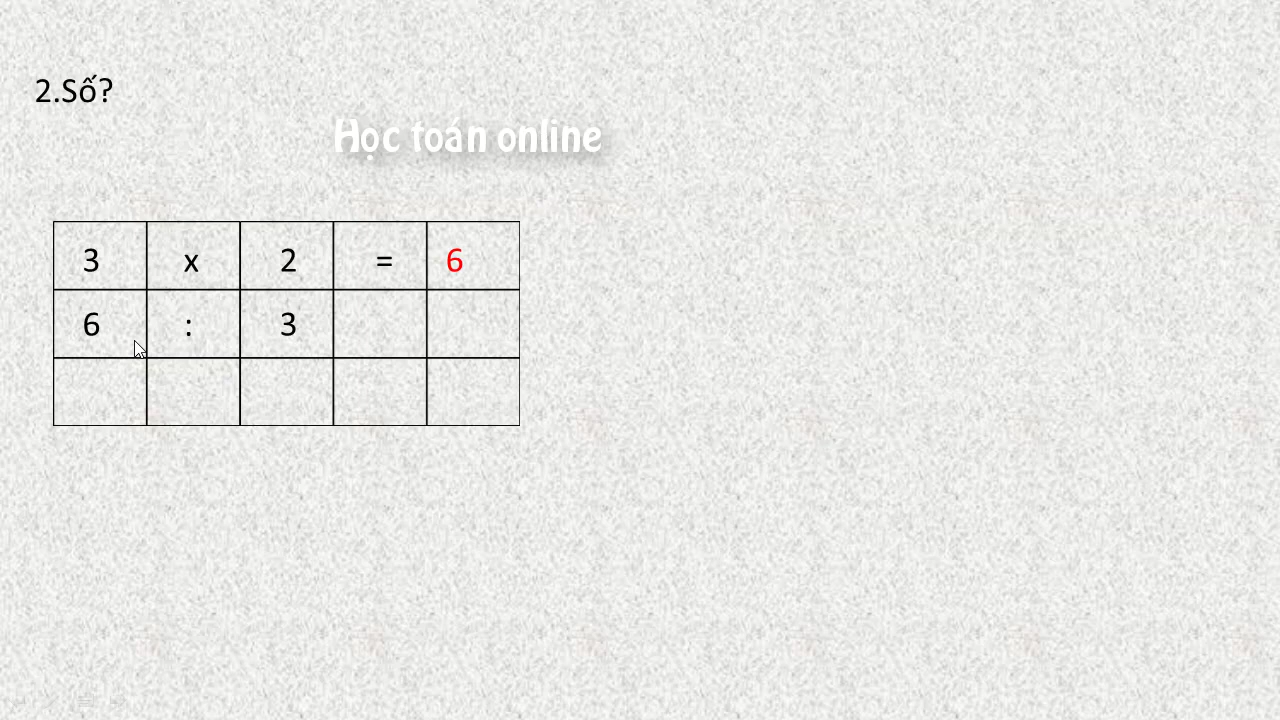 2.Số?
Học toán online
3 x 2 = 6
6 : 3